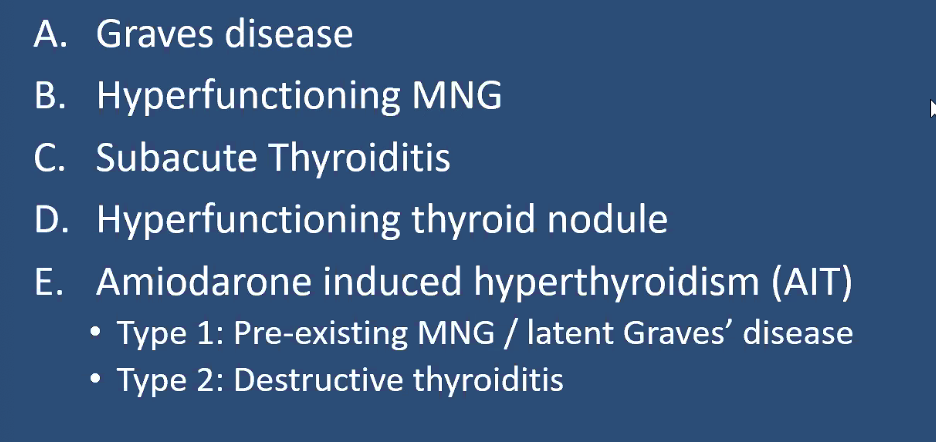 A. Graves disease
B. Hyperfunctioning MNG
C. Subacute Thyroiditis
D. Hyperfunctioning thyroid nodule
E. Amiodarone induced hyperthyroidism (AIT)
• Type 1: Pre-existing MNG / latent Graves’ disease
• Type 2: Destructive thyroiditis